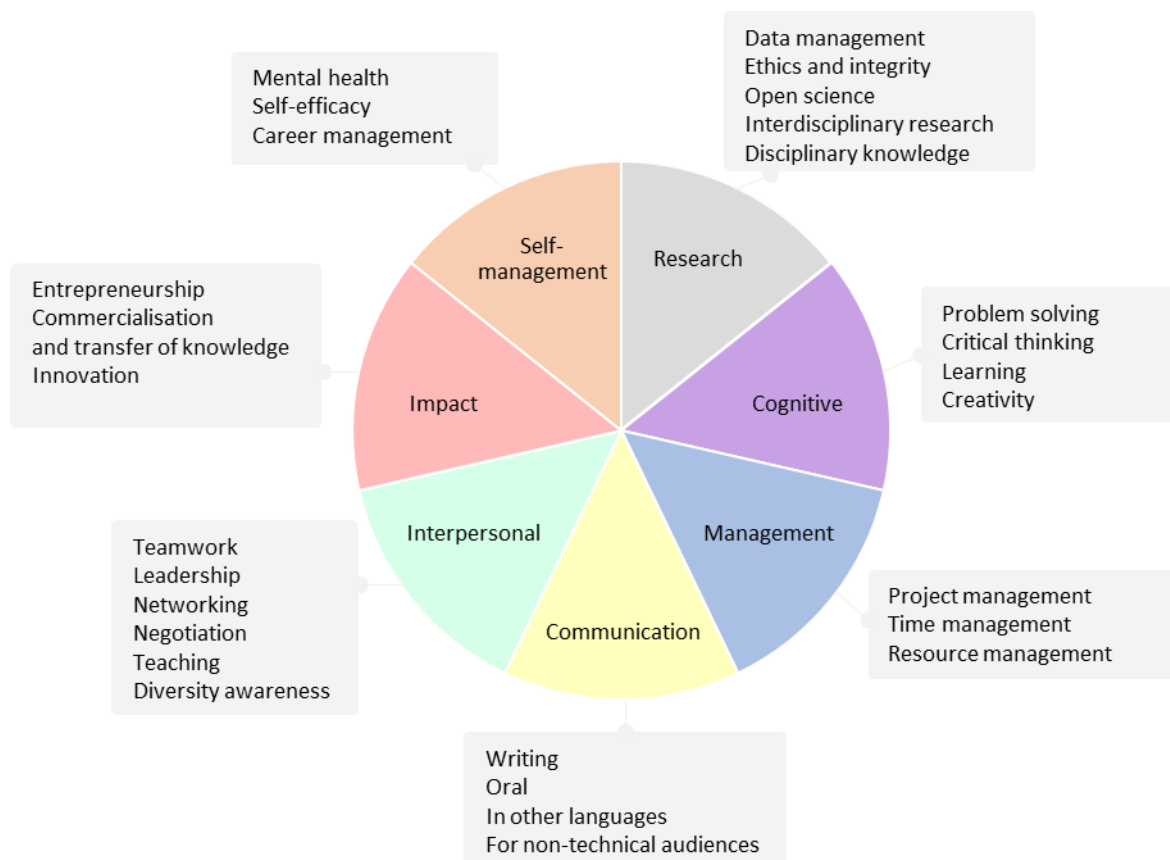 Data management
Ethics and integrity
Open science
Interdisciplinary research
Disciplinary knowledge
Mental health
Self-efficacy
Career management
Self-
management
Research
Entrepreneurship
Commercialisation
and transfer of knowledge
Innovation
Problem solving
Critical thinking
Learning
Creativity
Impact
Cognitive
Interpersonal
Management
Teamwork
Leadership
Networking
Negotiation
Teaching
Diversity awareness
Project management
Time management
Resource management
Communication
Writing
Oral
In other languages
For non-technical audiences